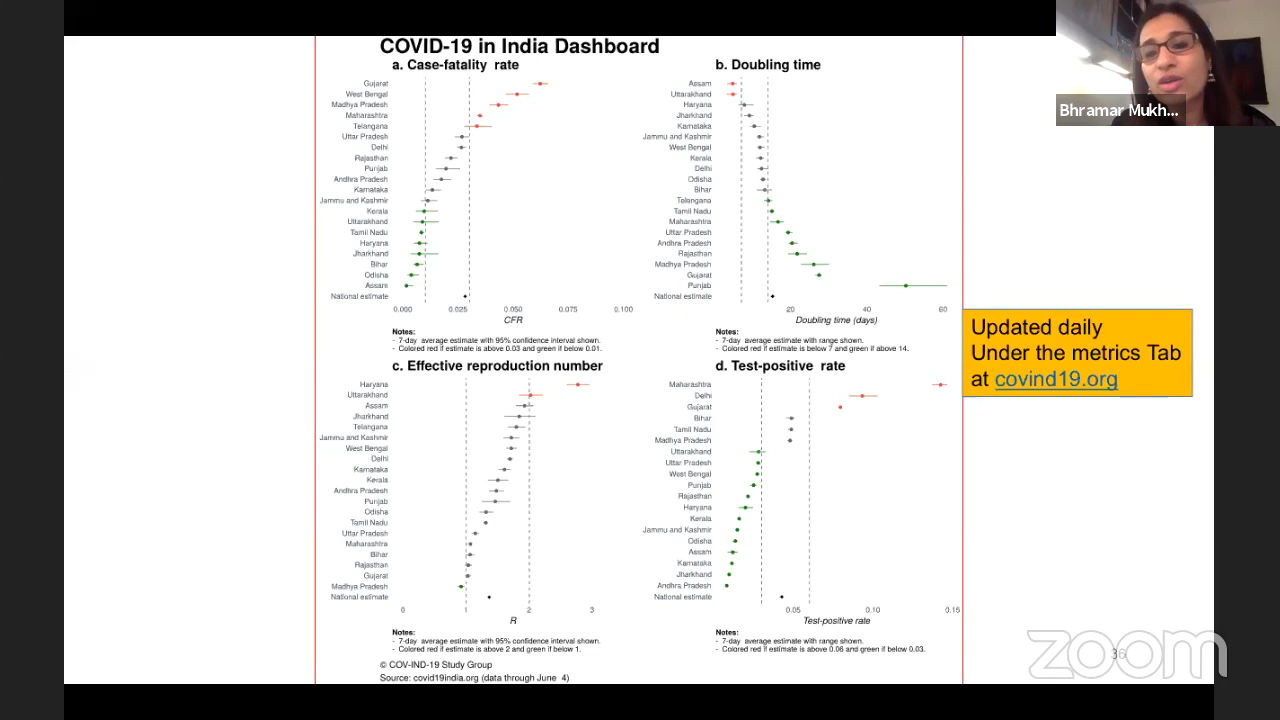 COVID-19 in India Dashboard
a. Case-fatality rate
Gujarat
West Bengal
Madhya Pradesh
Maharashtra
Telangana
Uttar Pradesh
Delhi
Rajasthan
Punjab
Andhra Pradesh
Karnataka
Jammu and Kashmir
Kerala
Uttarakhand
Tamil Nadu
Haryana
Jharkhand
Bihar
Odisha
Assam
National estimate
0.000 0.025 0.050 0.075 0.100
CFR
Notes:
- 7-day average estimate with 95% confidence interval shown.
- Colored red if estimate is above 0.03 and green if below 0.01.
b. Doubling time
Assam
Uttarakhand
Haryana
Jharkhand
Karnataka
Jammu and Kashmir
West Bengal
Kerala
Delhi
Odisha
Bihar
Telangana
Tamil Nadu
Maharashtra
Uttar Pradesh
Andhra Pradesh
Rajasthan
Madhya Pradesh
Gujarat
Punjab
National estimate
20 40 60
Doubling time (days)
Notes:
- 7-day average estimate with range shown.
- Colored red if estimate is below 7 and green if above 14.
c. Effective reproduction number
Haryana
Uttarakhand
Assam
Jharkhand
Telangana
Jammu and Kashmir
West Bengal
Delhi
Karnataka
Kerala
Andhra Pradesh
Punjab
Odisha
Tamil Nadu
Uttar Pradesh
Maharashtra
Bihar
Rajasthan
Gujarat
Madhya Pradesh
National estimate
0 1 2 3
R
Notes:
- 7-day average estimate with 95% confidence interval shown.
- Colored red if estimate is above 2 and green if below 1.
d. Test-positive rate
Maharashtra
Delhi
Gujarat
Bihar
Tamil Nadu
Madhya Pradesh
Uttarakhand
Uttar Pradesh
West Bengal
Punjab
Rajasthan
Haryana
Kerala
Jammu and Kashmir
Odisha
Assam
Karnataka
Jharkhand
Andhra Pradesh
National estimate
0.05 0.10 0.15
Test-positive rate
Notes:
- 7-day average estimate with range shown.
- Colored red if estimate is above 0.06 and green if below 0.03.
© COV-IND-19 Study Group
Source: covid19india.org (data through June 4)
Bhramar Mukh...
Updated daily
Under the metrics Tab
at covind19.org
36
zoom